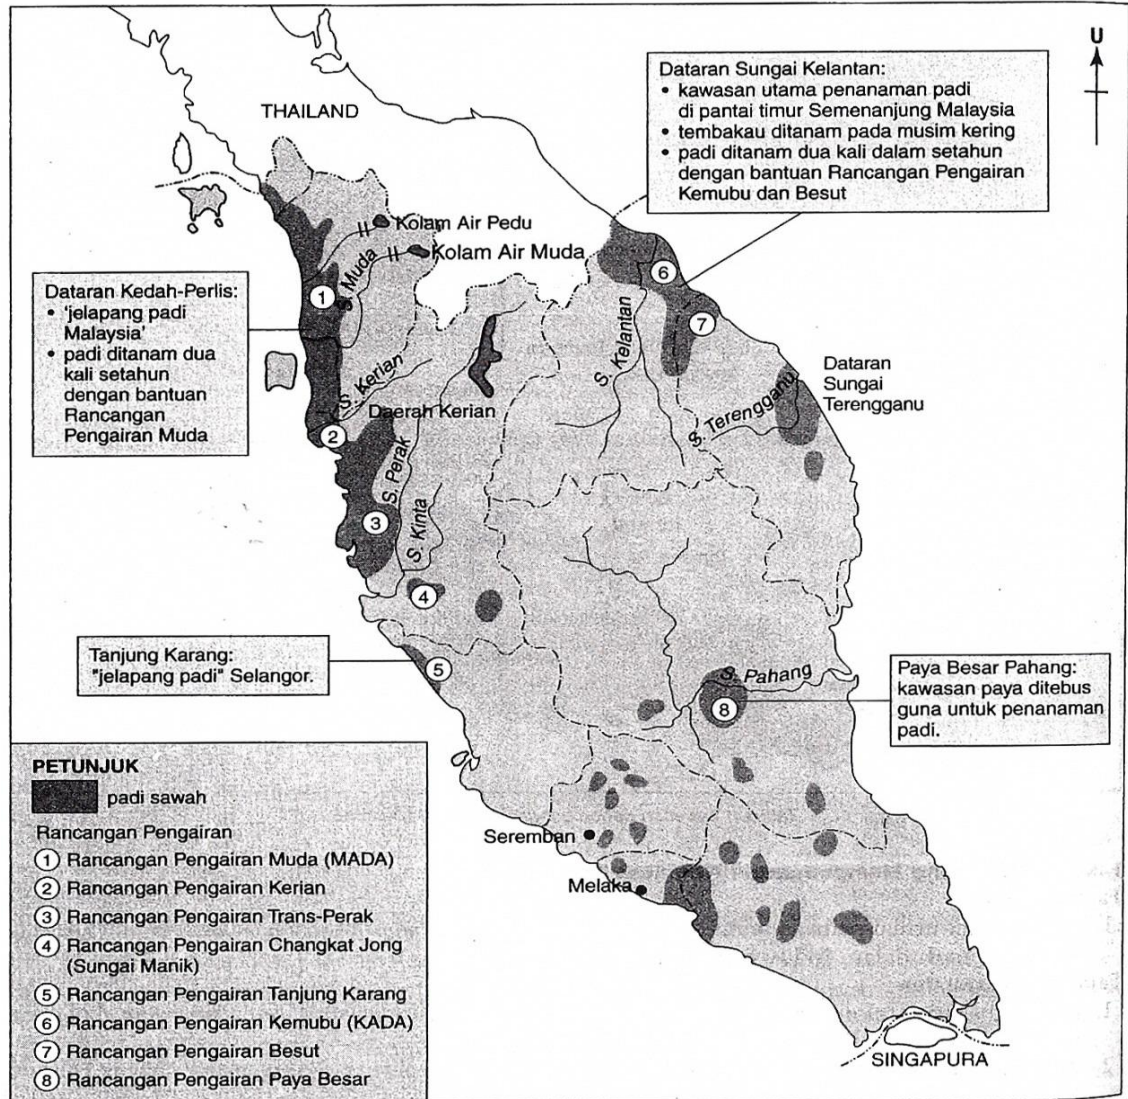 U
THAILAND
Dataran Sungai Kelantan:
• kawasan utama penanaman padi
di pantai timur Semenanjung Malaysia
• tembakau ditanam pada musim kering
• padi ditanam dua kali dalam setahun
dengan bantuan Rancangan Pengairan
Kemubu dan Besut
Kolam Air Pedu
Kolam Air Muda
S. Muda
Dataran Kedah-Perlis:
• 'jelapang padi
Malaysia'
• padi ditanam dua
kali setahun
dengan bantuan
Rancangan
Pengairan Muda
1
6
7
S. Kelantan
S. Kerian
Daerah Kerian
Dataran
Sungai
Terengganu
S. Terengganu
2
S. Perak
3
S. Kinta
4
Tanjung Karang:
"jelapang padi" Selangor.
5
S. Pahang
8
Paya Besar Pahang:
kawasan paya ditebus
guna untuk penanaman
padi.
Seremban
Melaka
SINGAPURA
PETUNJUK
padi sawah
Rancangan Pengairan
1 Rancangan Pengairan Muda (MADA)
2 Rancangan Pengairan Kerian
3 Rancangan Pengairan Trans-Perak
4 Rancangan Pengairan Changkat Jong
(Sungai Manik)
5 Rancangan Pengairan Tanjung Karang
6 Rancangan Pengairan Kemubu (KADA)
7 Rancangan Pengairan Besut
8 Rancangan Pengairan Paya Besar